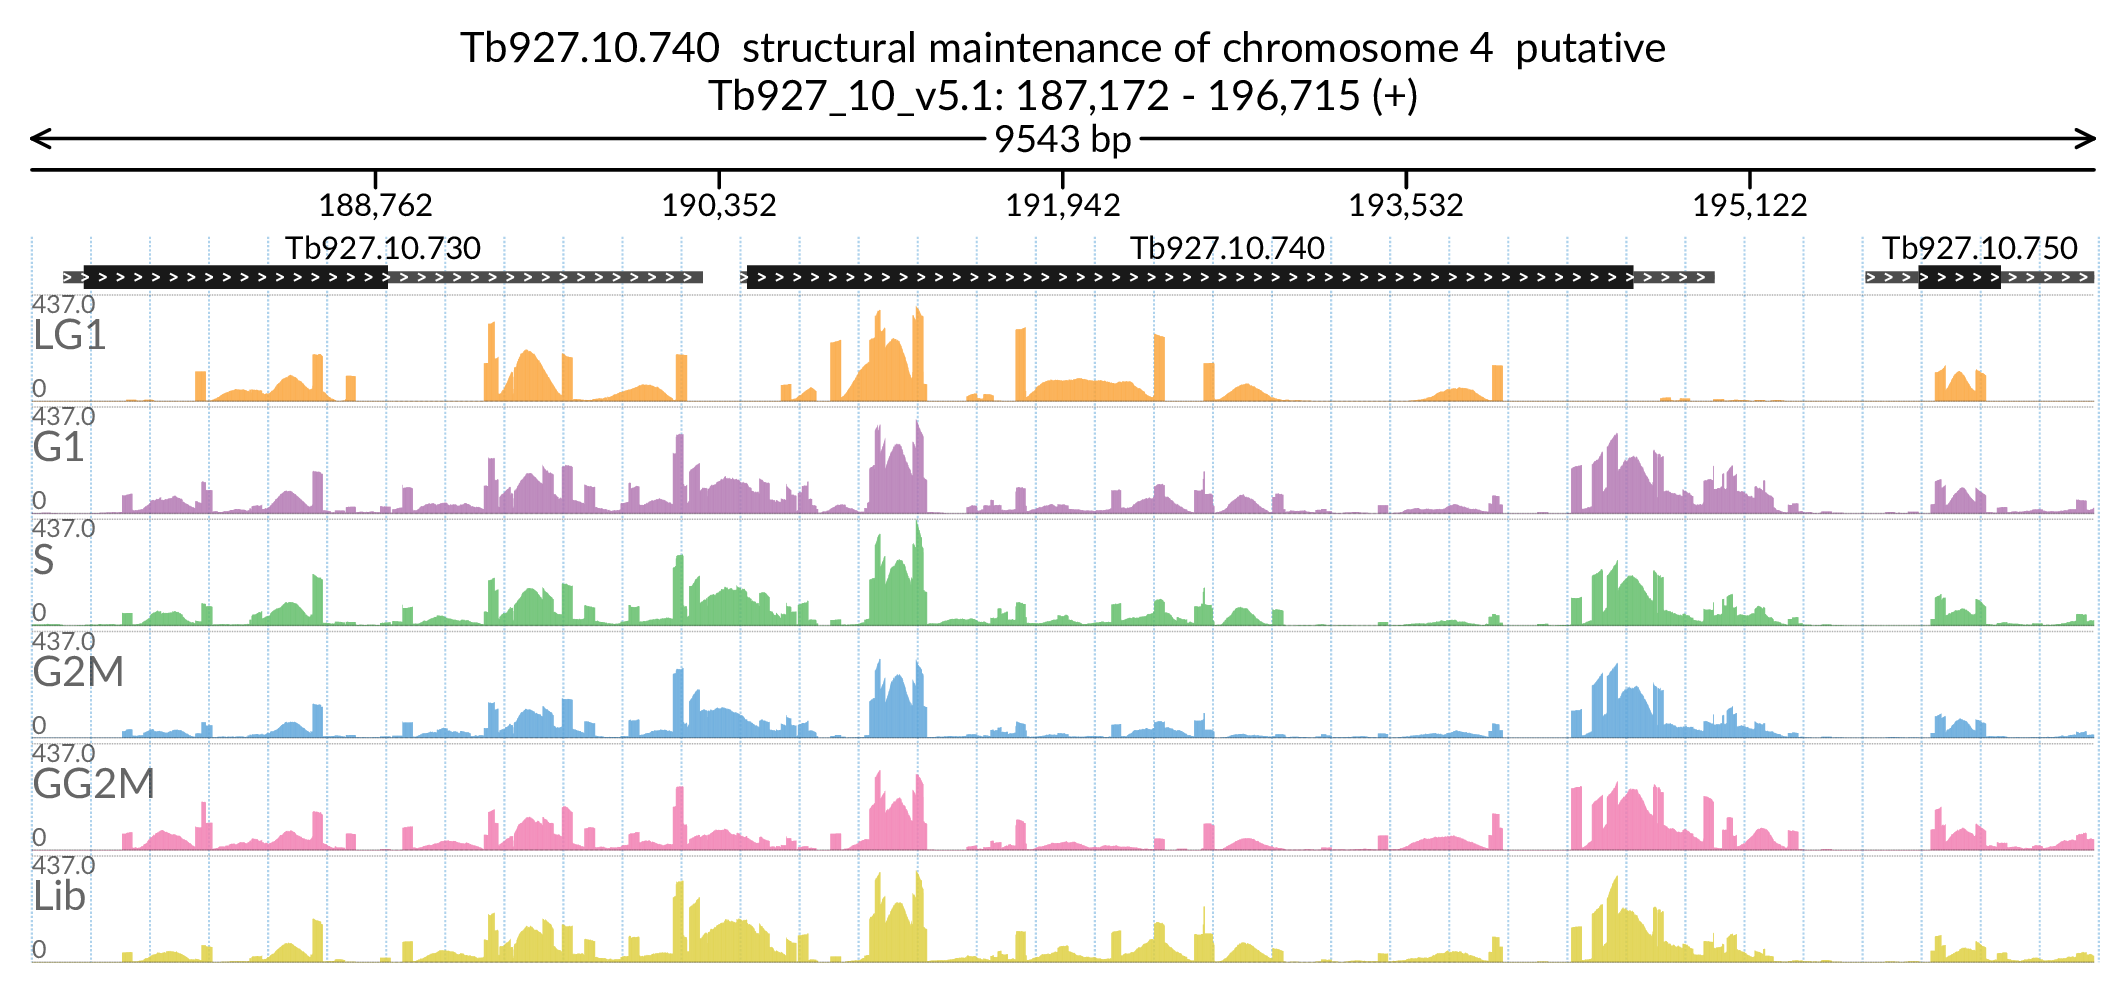 Tb927.10.740 structural maintenance of chromosome 4 putative
Tb927_10_v5.1: 187,172 - 196,715 (+)
9543 bp
188,762 190,352 191,942 193,532 195,122
Tb927.10.730 Tb927.10.740 Tb927.10.750
437.0
LG1
0
437.0
G1
0
437.0
S
0
437.0
G2M
0
437.0
GG2M
0
437.0
Lib
0